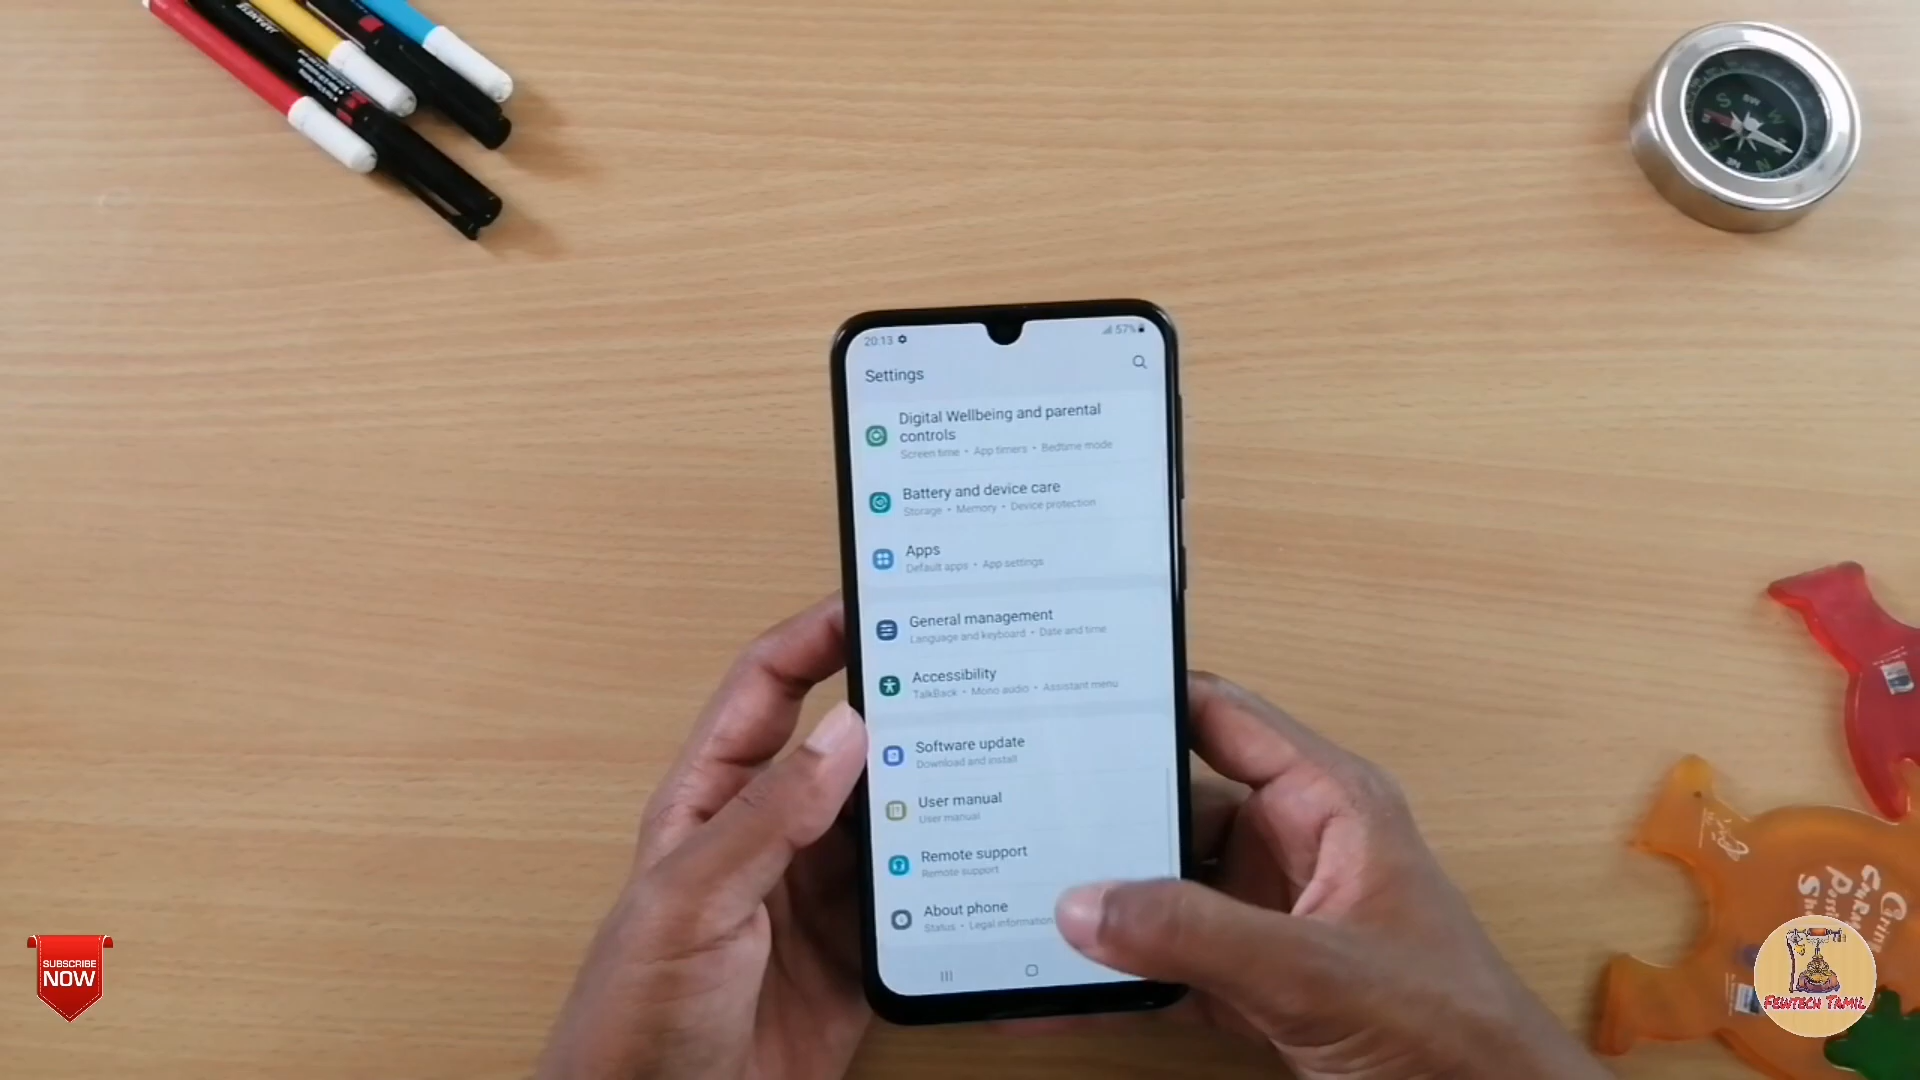 JAPANESE
S
W
N
E
NE
20:13
57%
Settings
Digital Wellbeing and parental
controls
Screen time • App timers • Bedtime mode
Battery and device care
Storage • Memory • Device protection
Apps
Default apps • App settings
General management
Language and keyboard • Date and time
Accessibility
TalkBack • Mono audio • Assistant menu
Software update
Download and install
User manual
User manual
Remote support
Remote support
About phone
Status • Legal information
SUBSCRIBE
NOW
FEWTECH TAMIL